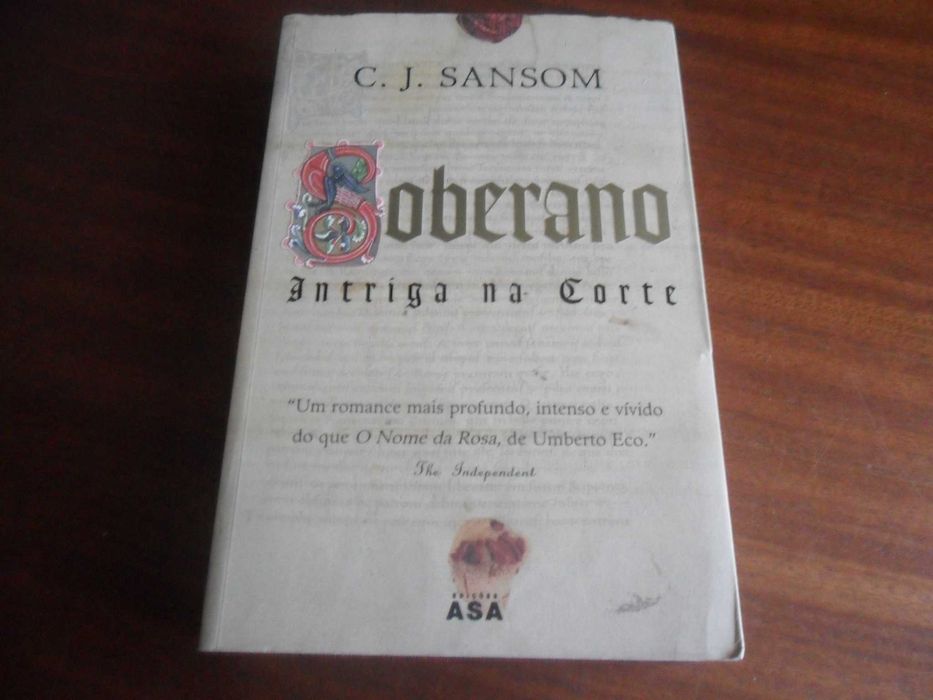 C. J. SANSOM
Soberano
Intriga na Corte
“Um romance mais profundo, intenso e vívido
do que O Nome da Rosa, de Umberto Eco.”
The Independent
EDIÇÕES
ASA